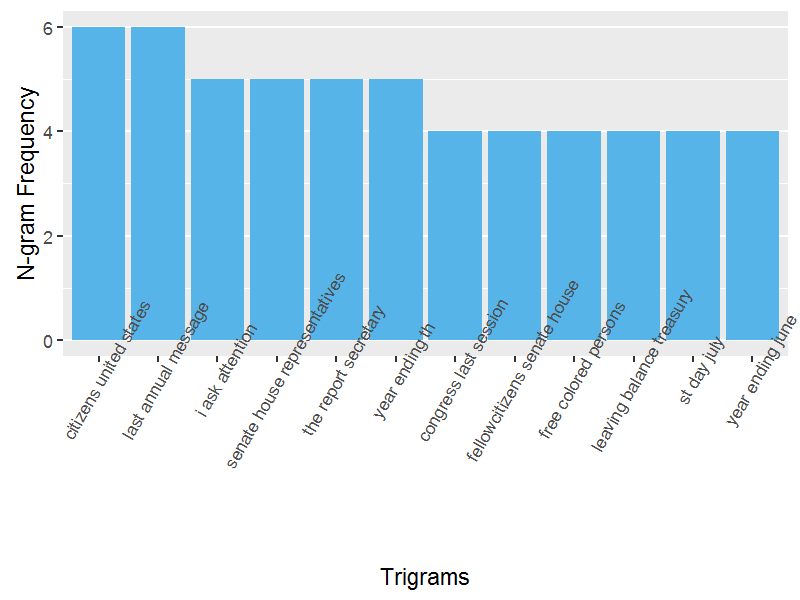 N-gram Frequency
6
4
2
0
citizens united states
last annual message
i ask attention
senate house representatives
the report secretary
year ending th
congress last session
fellowcitizens senate house
free colored persons
leaving balance treasury
st day july
year ending june
Trigrams